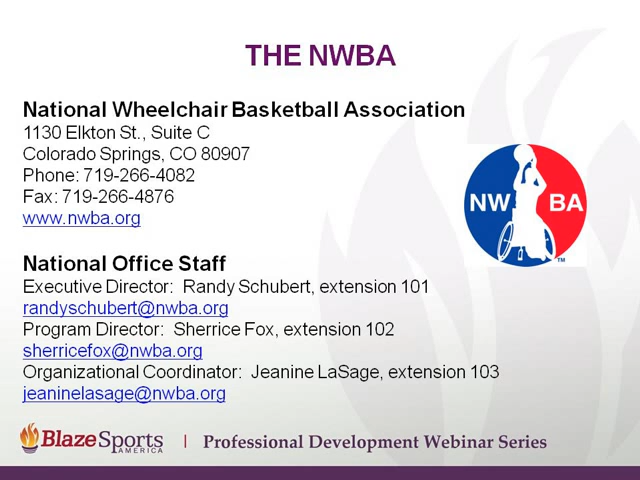 THE NWBA
National Wheelchair Basketball Association
1130 Elkton St., Suite C
Colorado Springs, CO 80907
Phone: 719-266-4082
Fax: 719-266-4876
www.nwba.org
NW BA
TM
National Office Staff
Executive Director:  Randy Schubert, extension 101
randyschubert@nwba.org
Program Director:  Sherrice Fox, extension 102
sherricefox@nwba.org
Organizational Coordinator:  Jeanine LaSage, extension 103
jeaninelasage@nwba.org
BlazeSports
AMERICA
| Professional Development Webinar Series